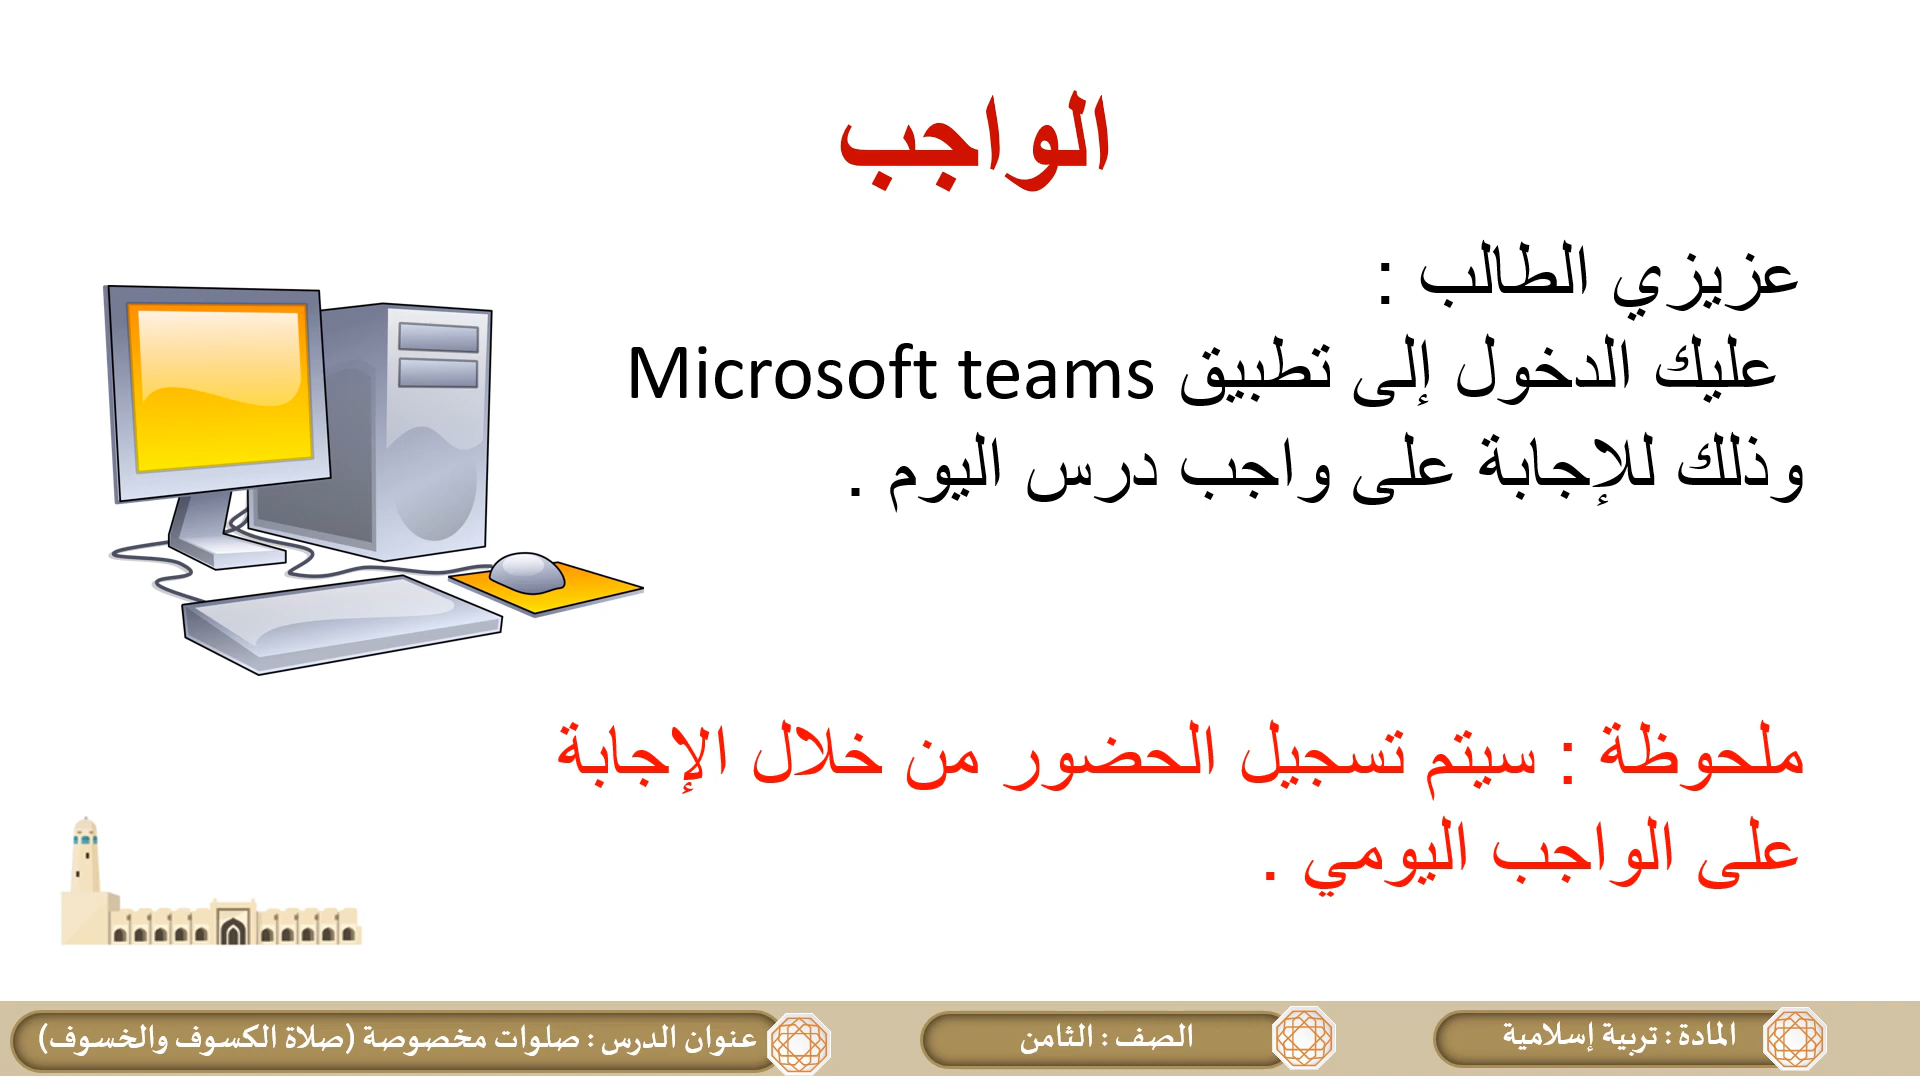 الواجب
عزيزي الطالب :
عليك الدخول إلى تطبيق Microsoft teams
وذلك للإجابة على واجب درس اليوم .
ملحوظة : سيتم تسجيل الحضور من خلال الإجابة
على الواجب اليومي .
المادة : تربية إسلامية
الصف : الثامن
عنوان الدرس : صلوات مخصوصة (صلاة الكسوف والخسوف)